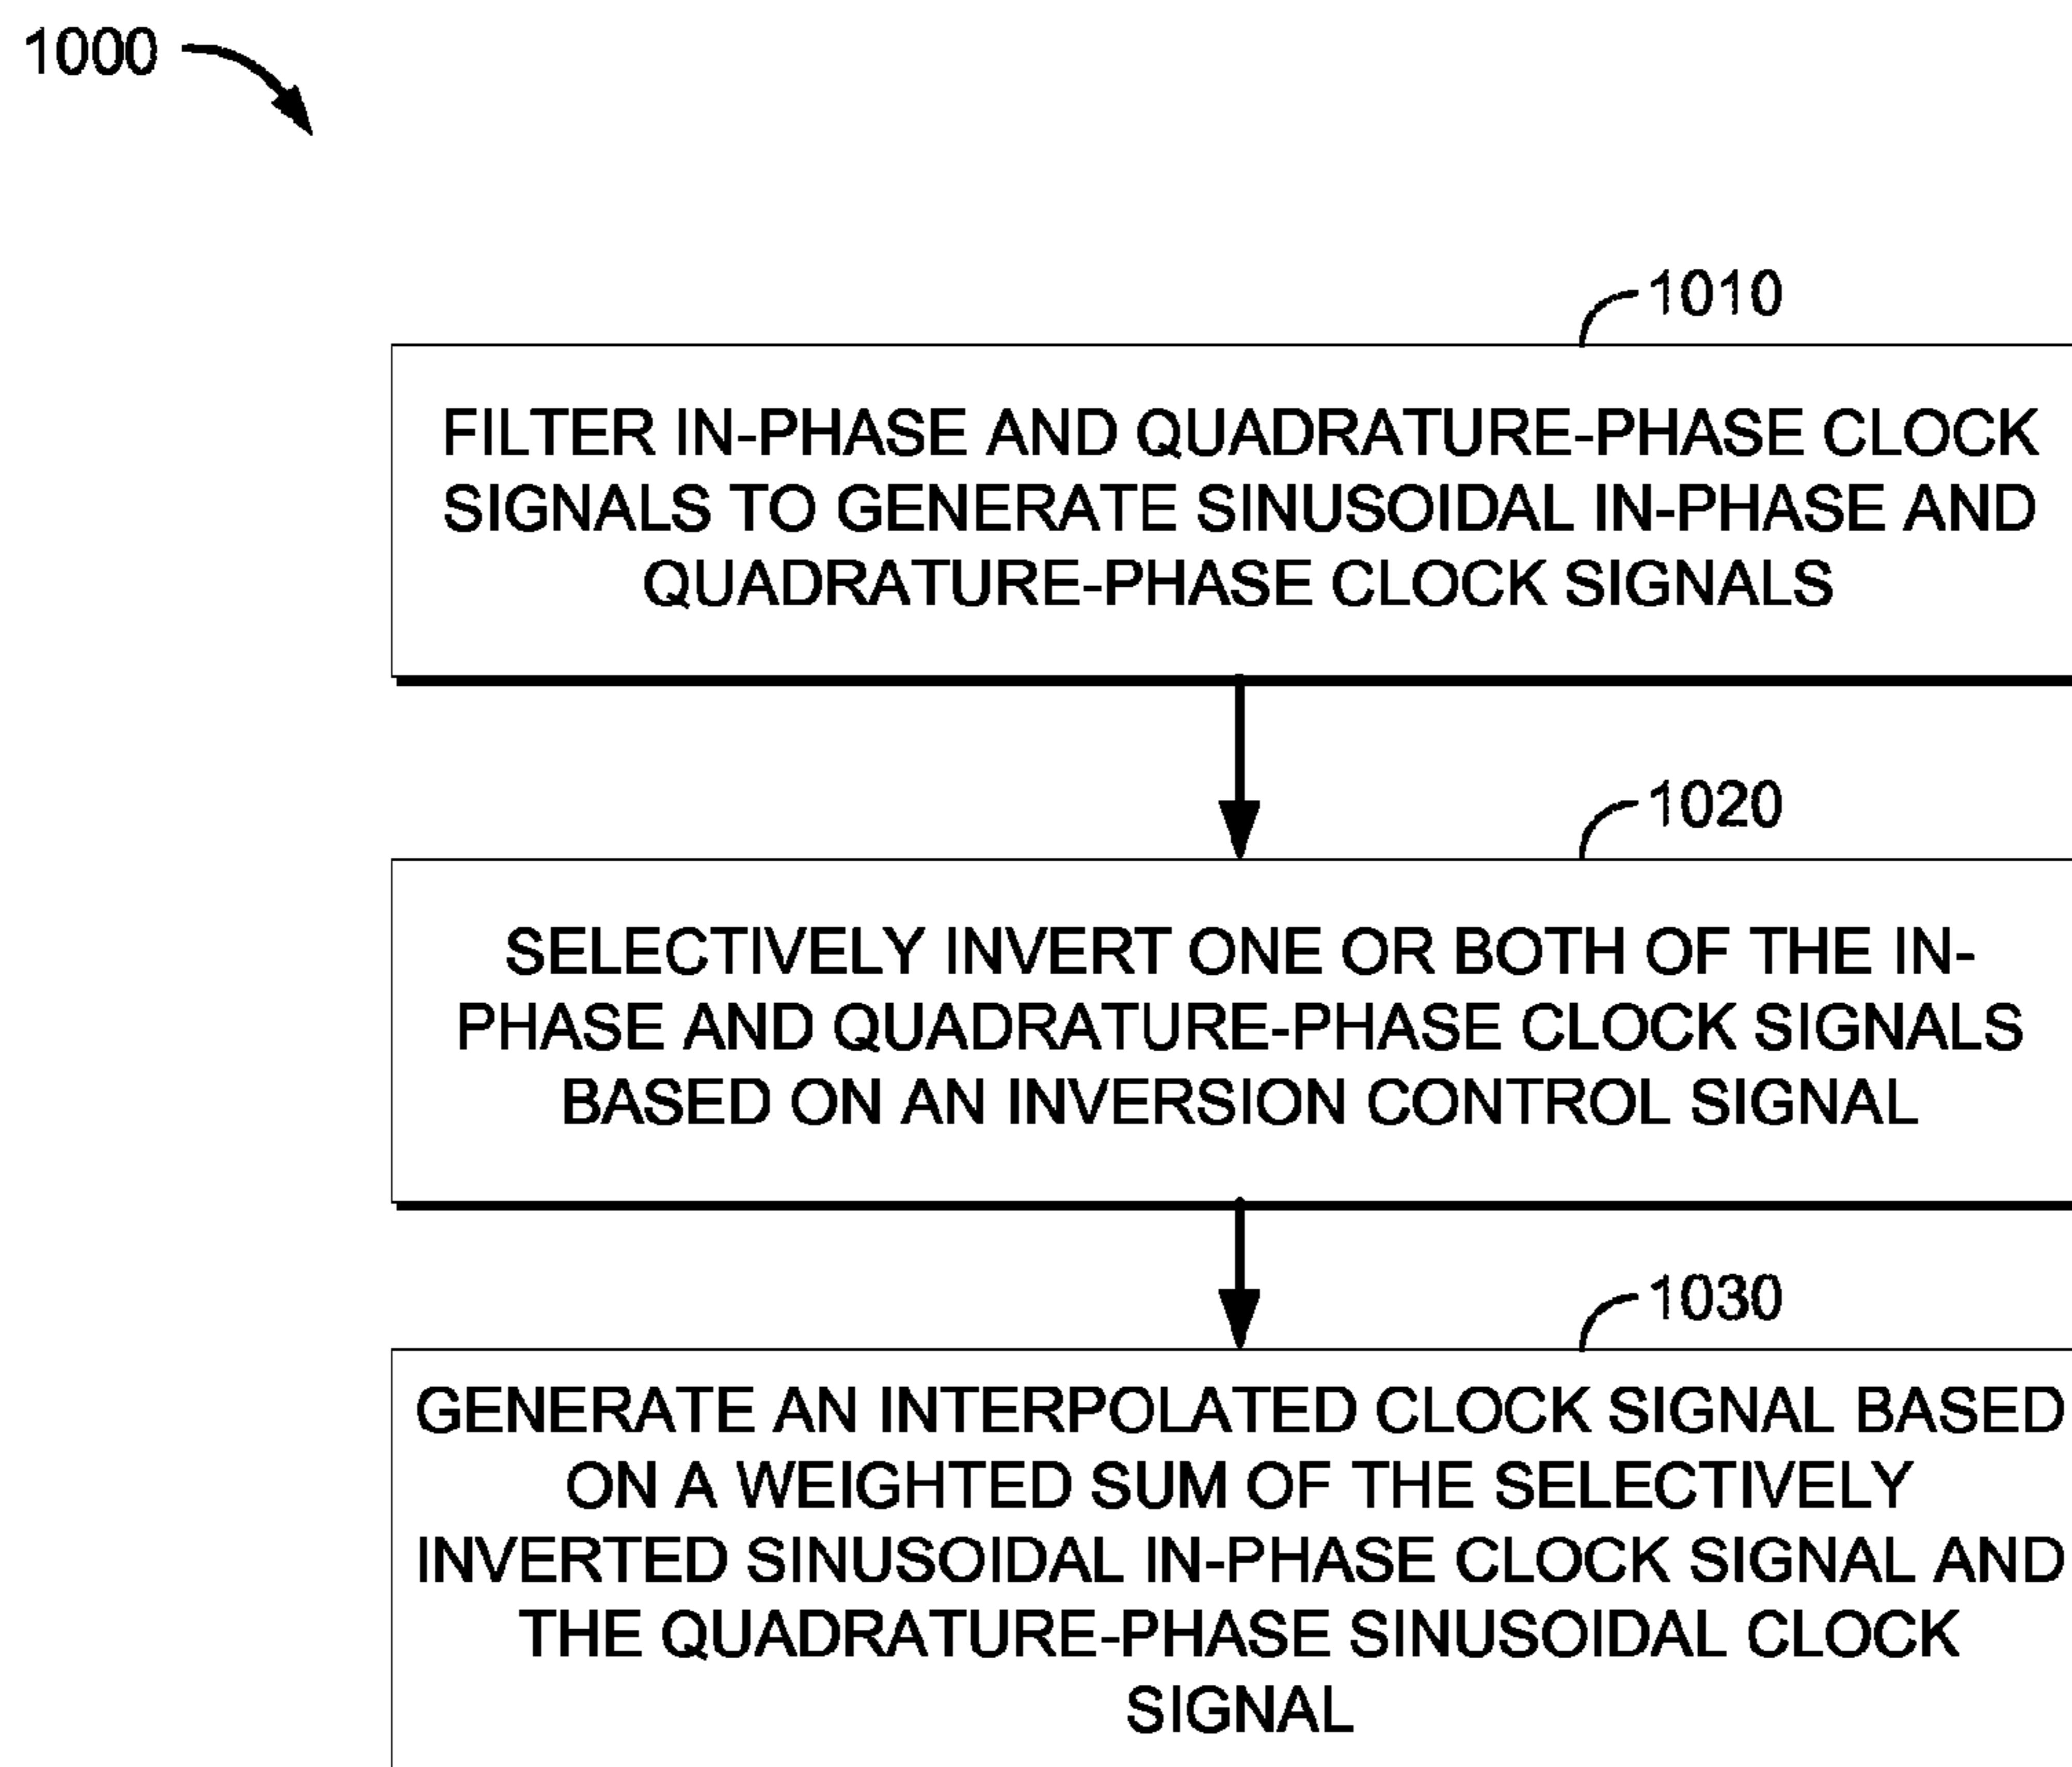 1000
1010
FILTER IN-PHASE AND QUADRATURE-PHASE CLOCK
SIGNALS TO GENERATE SINUSOIDAL IN-PHASE AND
QUADRATURE-PHASE CLOCK SIGNALS
1020
SELECTIVELY INVERT ONE OR BOTH OF THE IN-
PHASE AND QUADRATURE-PHASE CLOCK SIGNALS
BASED ON AN INVERSION CONTROL SIGNAL
1030
GENERATE AN INTERPOLATED CLOCK SIGNAL BASED
ON A WEIGHTED SUM OF THE SELECTIVELY
INVERTED SINUSOIDAL IN-PHASE CLOCK SIGNAL AND
THE QUADRATURE-PHASE SINUSOIDAL CLOCK
SIGNAL